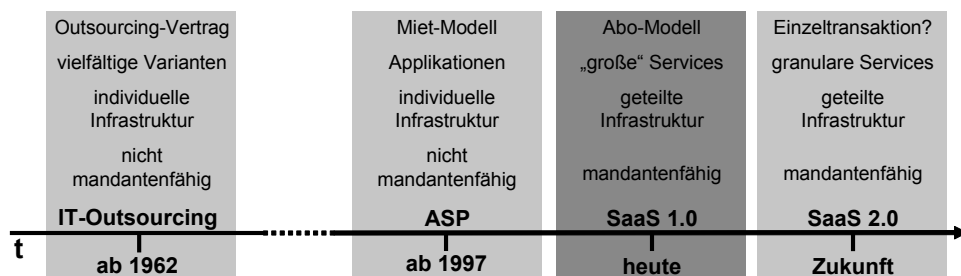 Outsourcing-Vertrag
vielfältige Varianten
individuelle
Infrastruktur
nicht
mandantenfähig
IT-Outsourcing
ab 1962
Miet-Modell
Applikationen
individuelle
Infrastruktur
nicht
mandantenfähig
ASP
ab 1997
Abo-Modell
„große“ Services
geteilte
Infrastruktur
mandantenfähig
SaaS 1.0
heute
Einzeltransaktion?
granulare Services
geteilte
Infrastruktur
mandantenfähig
SaaS 2.0
Zukunft
t